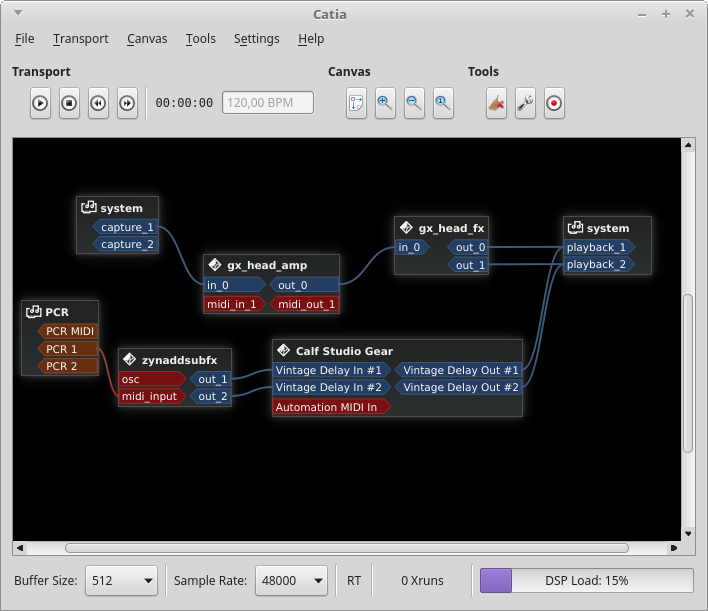 Catia
File Transport Canvas Tools Settings Help
Transport Canvas Tools
00:00:00 120,00 BPM
system
capture_1
capture_2
gx_head_amp
in_0 out_0
midi_in_1 midi_out_1
gx_head_fx
in_0 out_0
out_1
system
playback_1
playback_2
PCR
PCR MIDI
PCR 1
PCR 2
zynaddsubfx
osc out_1
midi_input out_2
Calf Studio Gear
Vintage Delay In #1 Vintage Delay Out #1
Vintage Delay In #2 Vintage Delay Out #2
Automation MIDI In
Buffer Size: 512 Sample Rate: 48000 RT 0 Xruns DSP Load: 15%